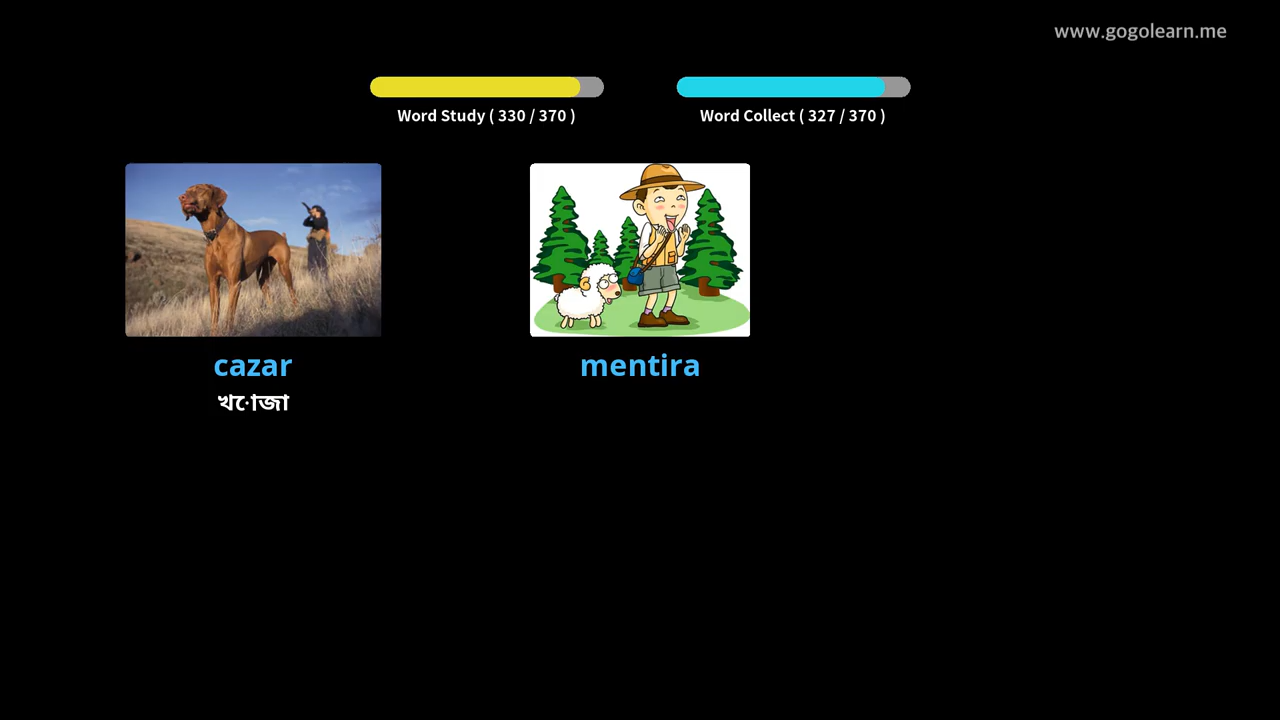 www.gogolearn.me
Word Study ( 330 / 370 )
Word Collect ( 327 / 370 )
cazar
খোঁজা
mentira